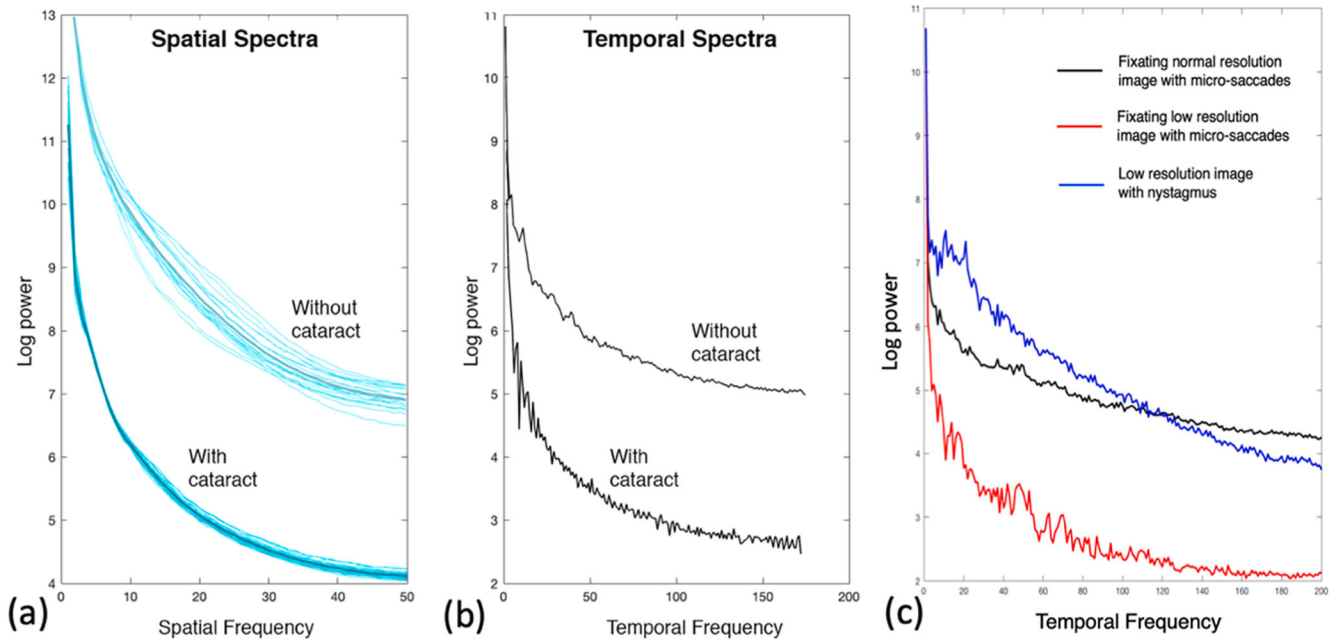 Spatial Spectra
13
12
11
10
9
8
7
6
5
4
Log power
Without
cataract
With
cataract
0
10
20
30
40
50
Spatial Frequency
(a)
Temporal Spectra
11
10
9
8
7
6
5
4
3
2
Log power
Without
cataract
With
cataract
0
50
100
150
200
Temporal Frequency
(b)
11
10
9
8
7
6
5
4
3
2
Log power
Fixating normal resolution
image with micro-saccades
Fixating low resolution
image with micro-saccades
Low resolution image
with nystagmus
0
20
40
60
80
100
120
140
160
180
200
Temporal Frequency
(c)